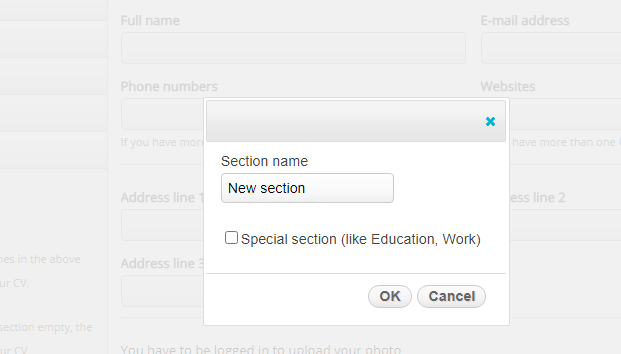 Full name
E-mail address
Phone numbers
Websites
If you have more
have more than one
Section name
New section
Address line 1
ess line 2
Special section (like Education, Work)
es in the above
ur CV.
Address line 3
OK
Cancel
section empty, the
ur CV.
You have to be logged in to upload your photo